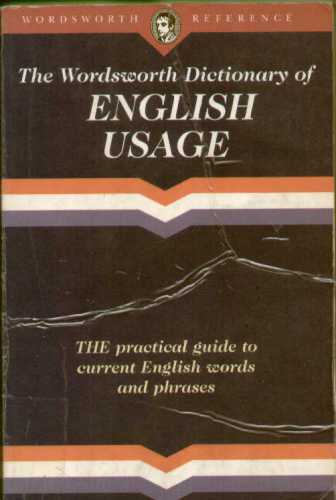 WORDSWORTH REFERENCE
The Wordsworth Dictionary of
ENGLISH
USAGE
THE practical guide to
current English words
and phrases